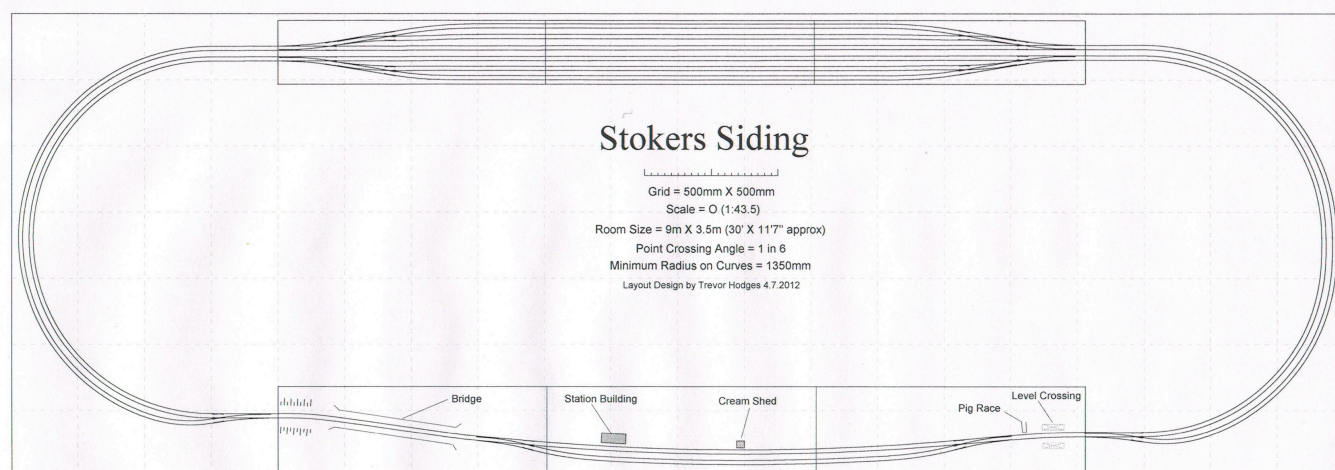 Stokers Siding
Grid = 500mm X 500mm
Scale = O (1:43.5)
Room Size = 9m X 3.5m (30' X 11'7" approx)
Point Crossing Angle = 1 in 6
Minimum Radius on Curves = 1350mm
Layout Design by Trevor Hodges 4.7.2012
Bridge
Station Building
Cream Shed
Pig Race
Level Crossing